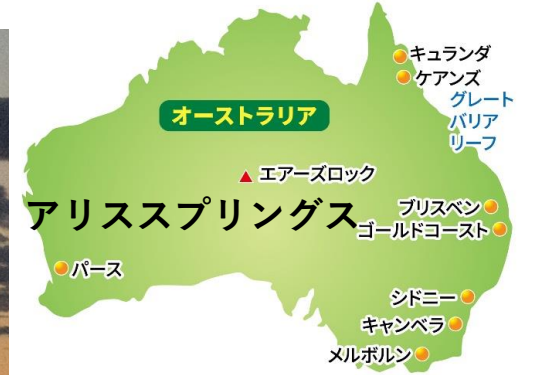 キュランダ
ケアンズ
グレート
バリア
リーフ
オーストラリア
エアーズロック
アリススプリングス
ブリスベン
ゴールドコースト
パース
シドニー
キャンベラ
メルボルン